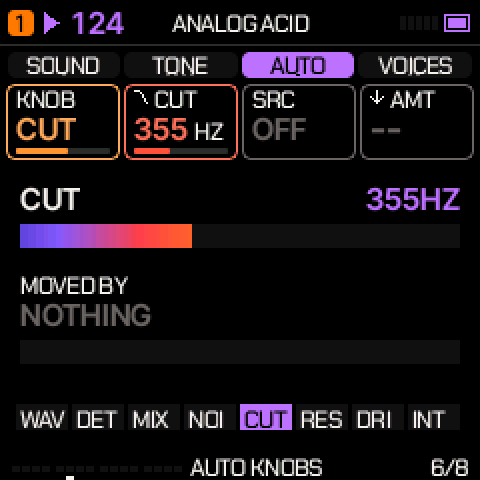 1 124 ANALOG ACID
SOUND TONE AUTO VOICES
KNOB CUT SRC AMT
CUT 355 HZ OFF --
CUT 355HZ
MOVED BY
NOTHING
WAV DET MIX NOI CUT RES DRI INT
AUTO KNOBS 6/8